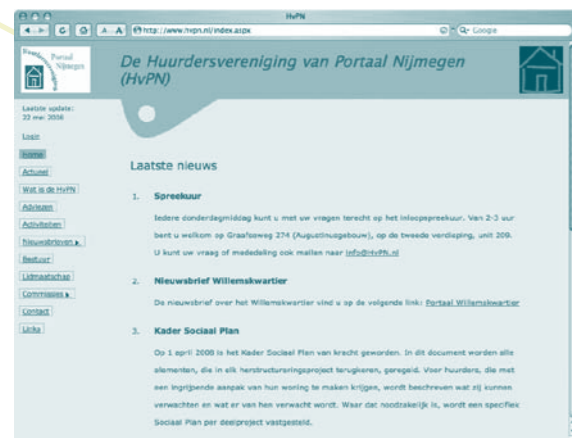 HvPN
A A
http://www.hvpn.nl/index.aspx
Google
Portaal
Nijmegen
De Huurdersvereniging van Portaal Nijmegen
(HvPN)
Laatste update:
22 mei 2008
Login
Home
Actueel
Wat is de HvPN
Adviezen
Activiteiten
Nieuwsbrieven
Bestuur
Lidmaatschap
Commissies
Contact
Links
Laatste nieuws
1. Spreekuur
Iedere donderdagmiddag kunt u met uw vragen terecht op het inloopspreekuur. Van 2-3 uur
bent u welkom op Graafseweg 274 (Augustinusgebouw), op de tweede verdieping, unit 209.
U kunt uw vraag of mededeling ook mailen naar info@HvPN.nl
2. Nieuwsbrief Willemskwartier
De nieuwsbrief over het Willemskwartier vind u op de volgende link: Portaal Willemskwartier
3. Kader Sociaal Plan
Op 1 april 2008 is het Kader Sociaal Plan van kracht geworden. In dit document worden alle
elementen, die in elk herstructureringsproject terugkeren, geregeld. Voor huurders, die met
een ingrijpende aanpak van hun woning te maken krijgen, wordt beschreven wat zij kunnen
verwachten en wat er van hen verwacht wordt. Waar dat noodzakelijk is, wordt een specifiek
Sociaal Plan per deelproject vastgesteld.